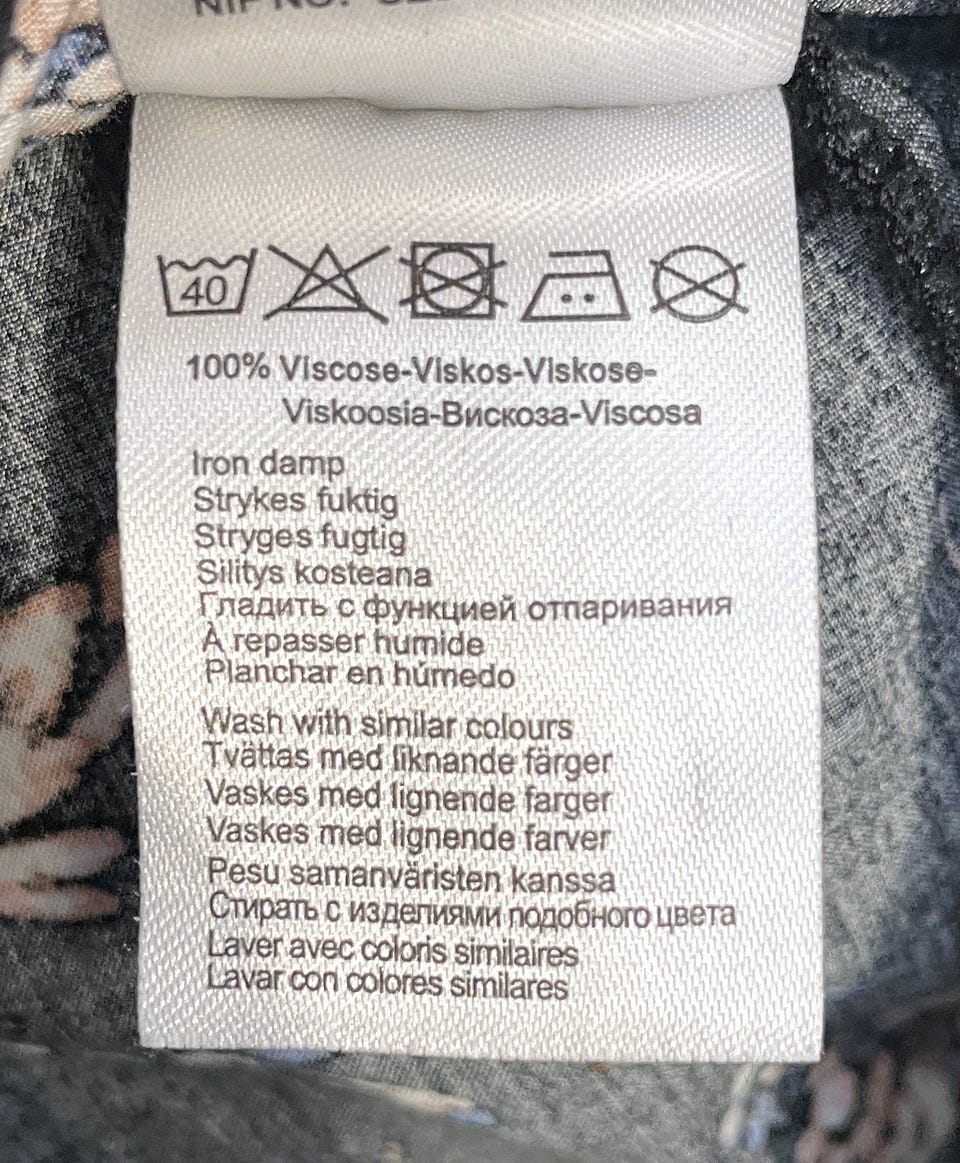 NIPNO:
40
100% Viscose-Viskos-Viskose-
Viskoosia-Вискоза-Viscosa
Iron damp
Strykes fuktig
Stryges fugtig
Silitys kosteana
Гладить с функцией отпаривания
À repasser humide
Planchar en húmedo
Wash with similar colours
Tvättas med liknande färger
Vaskes med lignende farger
Vaskes med lignende farver
Pesu samanväristen kanssa
Стирать с изделиями подобного цвета
Laver avec coloris similaires
Lavar con colores similares